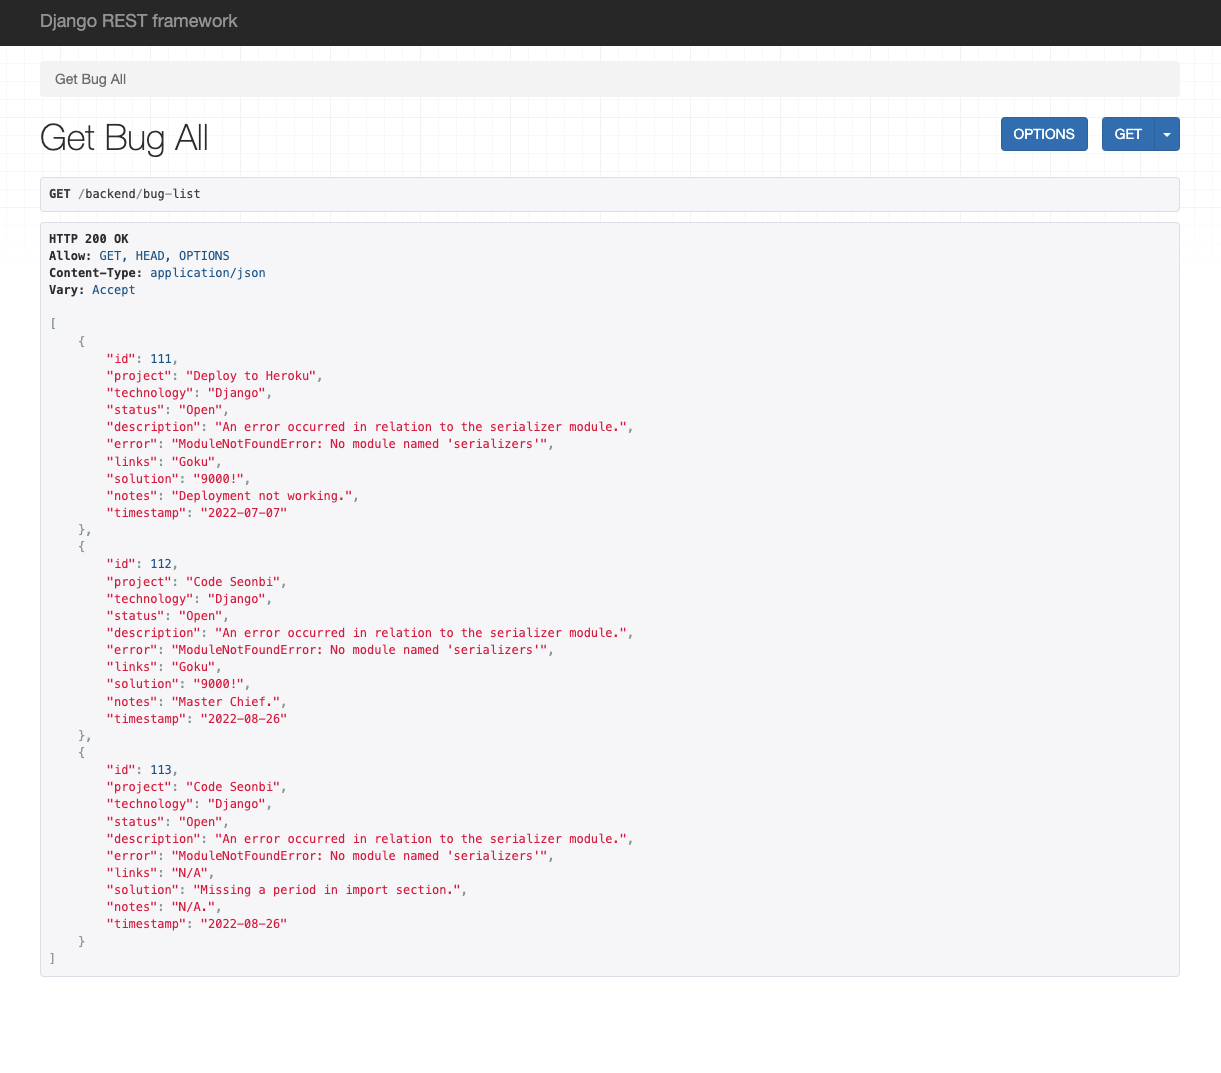 Django REST framework
Get Bug All
Get Bug All
OPTIONS
GET
GET /backend/bug-list
HTTP 200 OK
Allow: GET, HEAD, OPTIONS
Content-Type: application/json
Vary: Accept
[
    {
        "id": 111,
        "project": "Deploy to Heroku",
        "technology": "Django",
        "status": "Open",
        "description": "An error occurred in relation to the serializer module.",
        "error": "ModuleNotFoundError: No module named 'serializers'",
        "links": "Goku",
        "solution": "9000!",
        "notes": "Deployment not working.",
        "timestamp": "2022-07-07"
    },
    {
        "id": 112,
        "project": "Code Seonbi",
        "technology": "Django",
        "status": "Open",
        "description": "An error occurred in relation to the serializer module.",
        "error": "ModuleNotFoundError: No module named 'serializers'",
        "links": "Goku",
        "solution": "9000!",
        "notes": "Master Chief.",
        "timestamp": "2022-08-26"
    },
    {
        "id": 113,
        "project": "Code Seonbi",
        "technology": "Django",
        "status": "Open",
        "description": "An error occurred in relation to the serializer module.",
        "error": "ModuleNotFoundError: No module named 'serializers'",
        "links": "N/A",
        "solution": "Missing a period in import section.",
        "notes": "N/A.",
        "timestamp": "2022-08-26"
    }
]